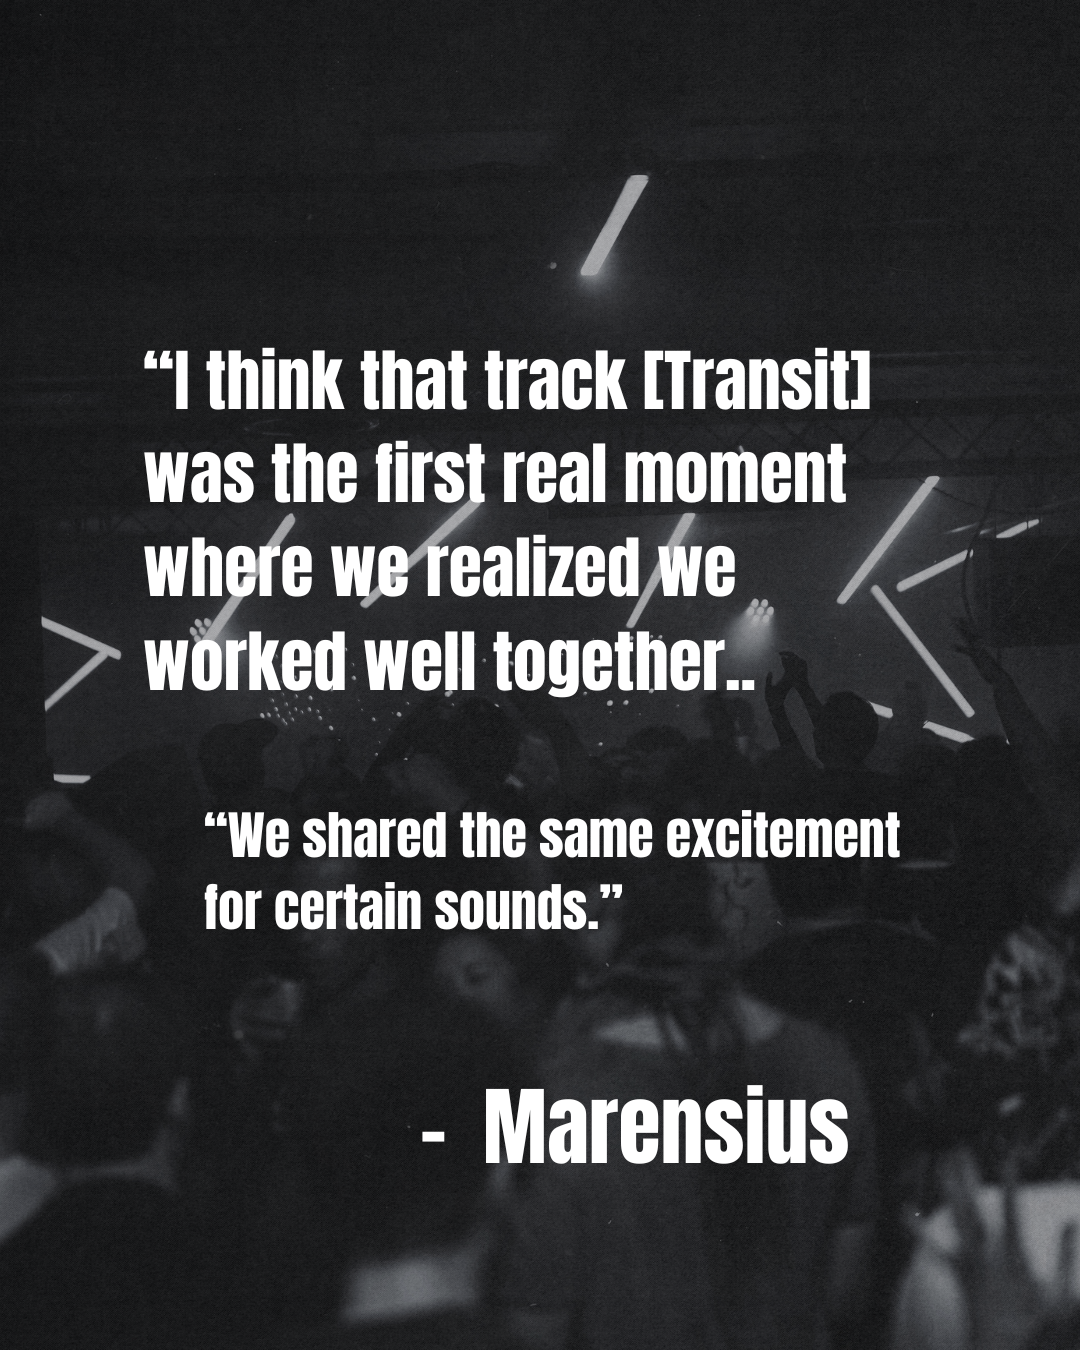 “I think that track [Transit]
was the first real moment
where we realized we
worked well together..
“We shared the same excitement
for certain sounds.”
- Marensius